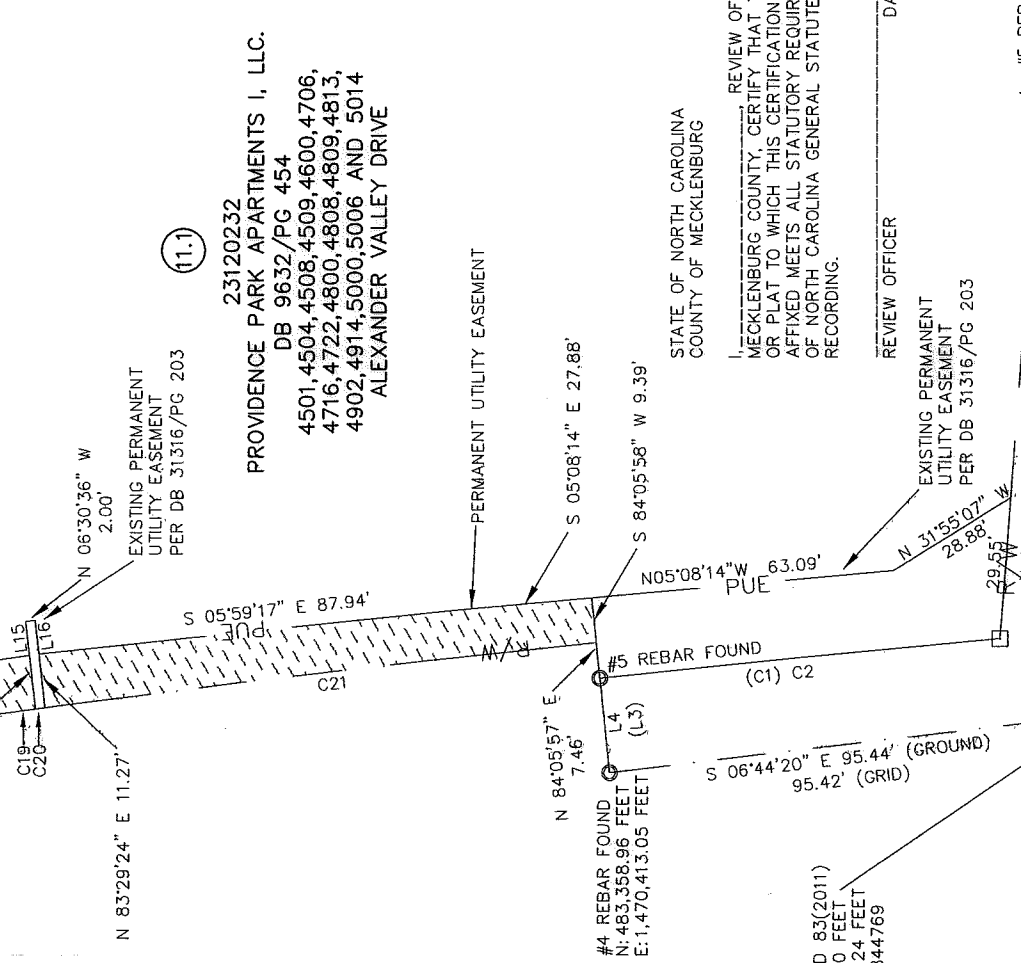 11.1
23120232
PROVIDENCE PARK APARTMENTS I, LLC.
DB 9632/PG 454
4501,4504,4508,4509,4600,4706,
4716,4722,4800,4808,4809,4813,
4902,4914,5000,5006 AND 5014
ALEXANDER VALLEY DRIVE
N 06°30'36" W
2.00'
EXISTING PERMANENT
UTILITY EASEMENT
PER DB 31316/PG 203
L15
L16
C19
C20
N 83°29'24" E 11.27'
S 05°59'17" E 87.94'
PUE
C21
R/W
PERMANENT UTILITY EASEMENT
S 05°08'14" E 27.88'
S 84°05'58" W 9.39'
N 84°05'57" E
7.46'
#5 REBAR FOUND
L4
(L3)
(C1) C2
N05°08'14"W 63.09'
PUE
N 31°55'07" W
28.88'
29.55'
R/W
EXISTING PERMANENT
UTILITY EASEMENT
PER DB 31316/PG 203
#4 REBAR FOUND
N: 483,358.96 FEET
E:1,470,413.05 FEET
S 06°44'20" E 95.44' (GROUND)
95.42' (GRID)
D 83(2011)
0 FEET
24 FEET
844769
STATE OF NORTH CAROLINA
COUNTY OF MECKLENBURG
I, REVIEW OF
MECKLENBURG COUNTY, CERTIFY THAT
OR PLAT TO WHICH THIS CERTIFICATION
AFFIXED MEETS ALL STATUTORY REQUIR
OF NORTH CAROLINA GENERAL STATUTE
RECORDING.
REVIEW OFFICER DA